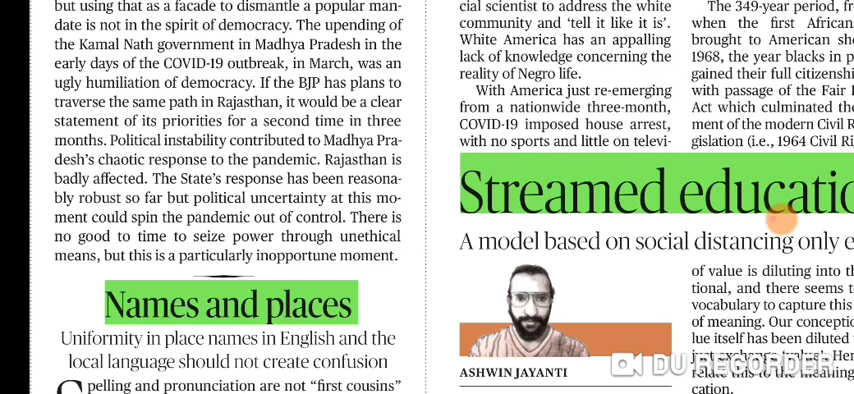 but using that as a facade to dismantle a popular man-
date is not in the spirit of democracy. The upending of
the Kamal Nath government in Madhya Pradesh in the
early days of the COVID-19 outbreak, in March, was an
ugly humiliation of democracy. If the BJP has plans to
traverse the same path in Rajasthan, it would be a clear
statement of its priorities for a second time in three
months. Political instability contributed to Madhya Pra-
desh’s chaotic response to the pandemic. Rajasthan is
badly affected. The State’s response has been reasona-
bly robust so far but political uncertainty at this mo-
ment could spin the pandemic out of control. There is
no good to time to seize power through unethical
means, but this is a particularly inopportune moment.
Names and places
Uniformity in place names in English and the
local language should not create confusion
Spelling and pronunciation are not “first cousins”
cial scientist to address the white
community and ‘tell it like it is’.
White America has an appalling
lack of knowledge concerning the
reality of Negro life.
With America just re-emerging
from a nationwide three-month,
COVID-19 imposed house arrest,
with no sports and little on televi-
The 349-year period, fr
when the first African
brought to American sho
1968, the year blacks in p
gained their full citizenshi
with passage of the Fair
Act which culminated the
ment of the modern Civil R
gislation (i.e., 1964 Civil Ri
Streamed educatio
A model based on social distancing only e
ASHWIN JAYANTI
of value is diluting into th
tional, and there seems t
vocabulary to capture this
of meaning. Our conceptio
lue itself has been diluted
just exchange ‘value’. Her
relate this to the meaning
cation.
DU RECORDER